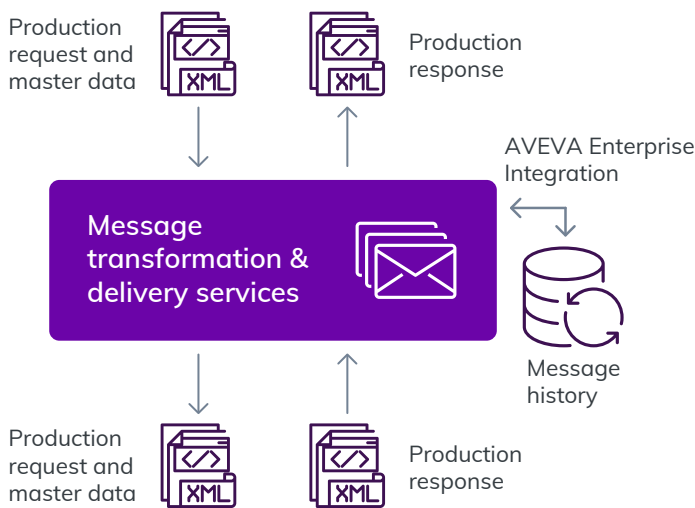 Production
request and
master data
</>
XML
</>
XML
Production
response
AVEVA Enterprise
Integration
Message
transformation &
delivery services
Message
history
Production
request and
master data
</>
XML
</>
XML
Production
response